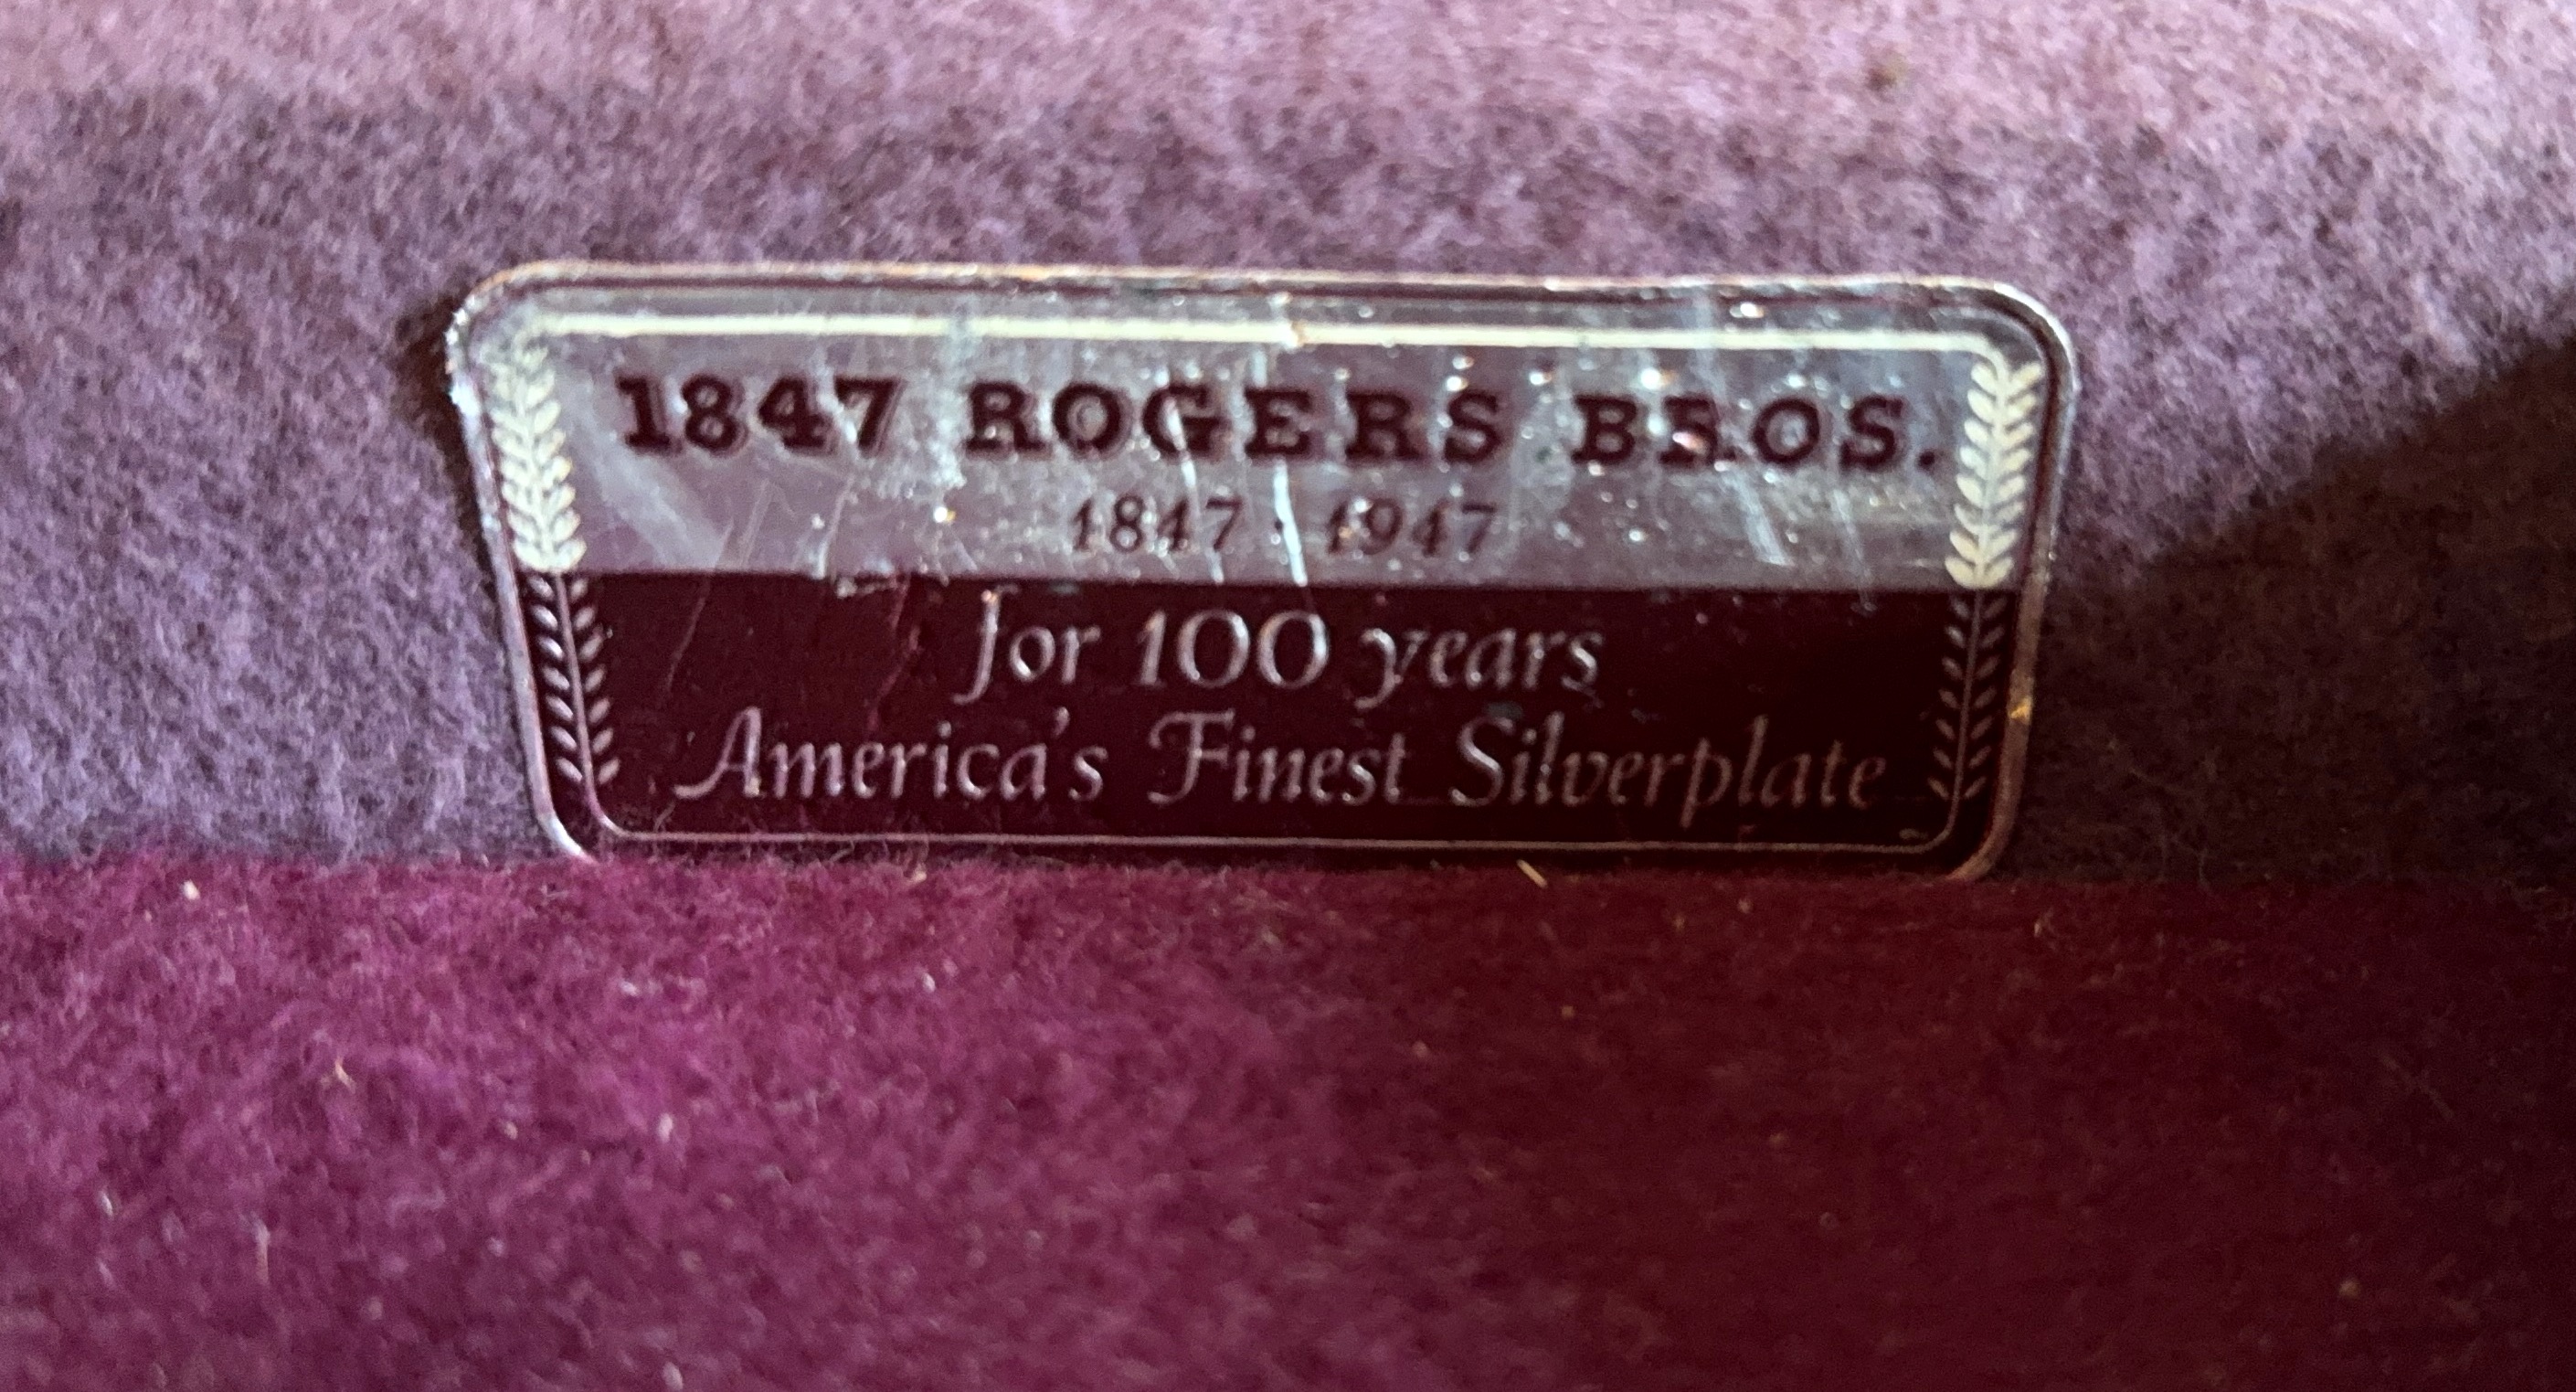 1847 ROGERS BROS.
1847 · 1947
for 100 years
America's Finest Silverplate